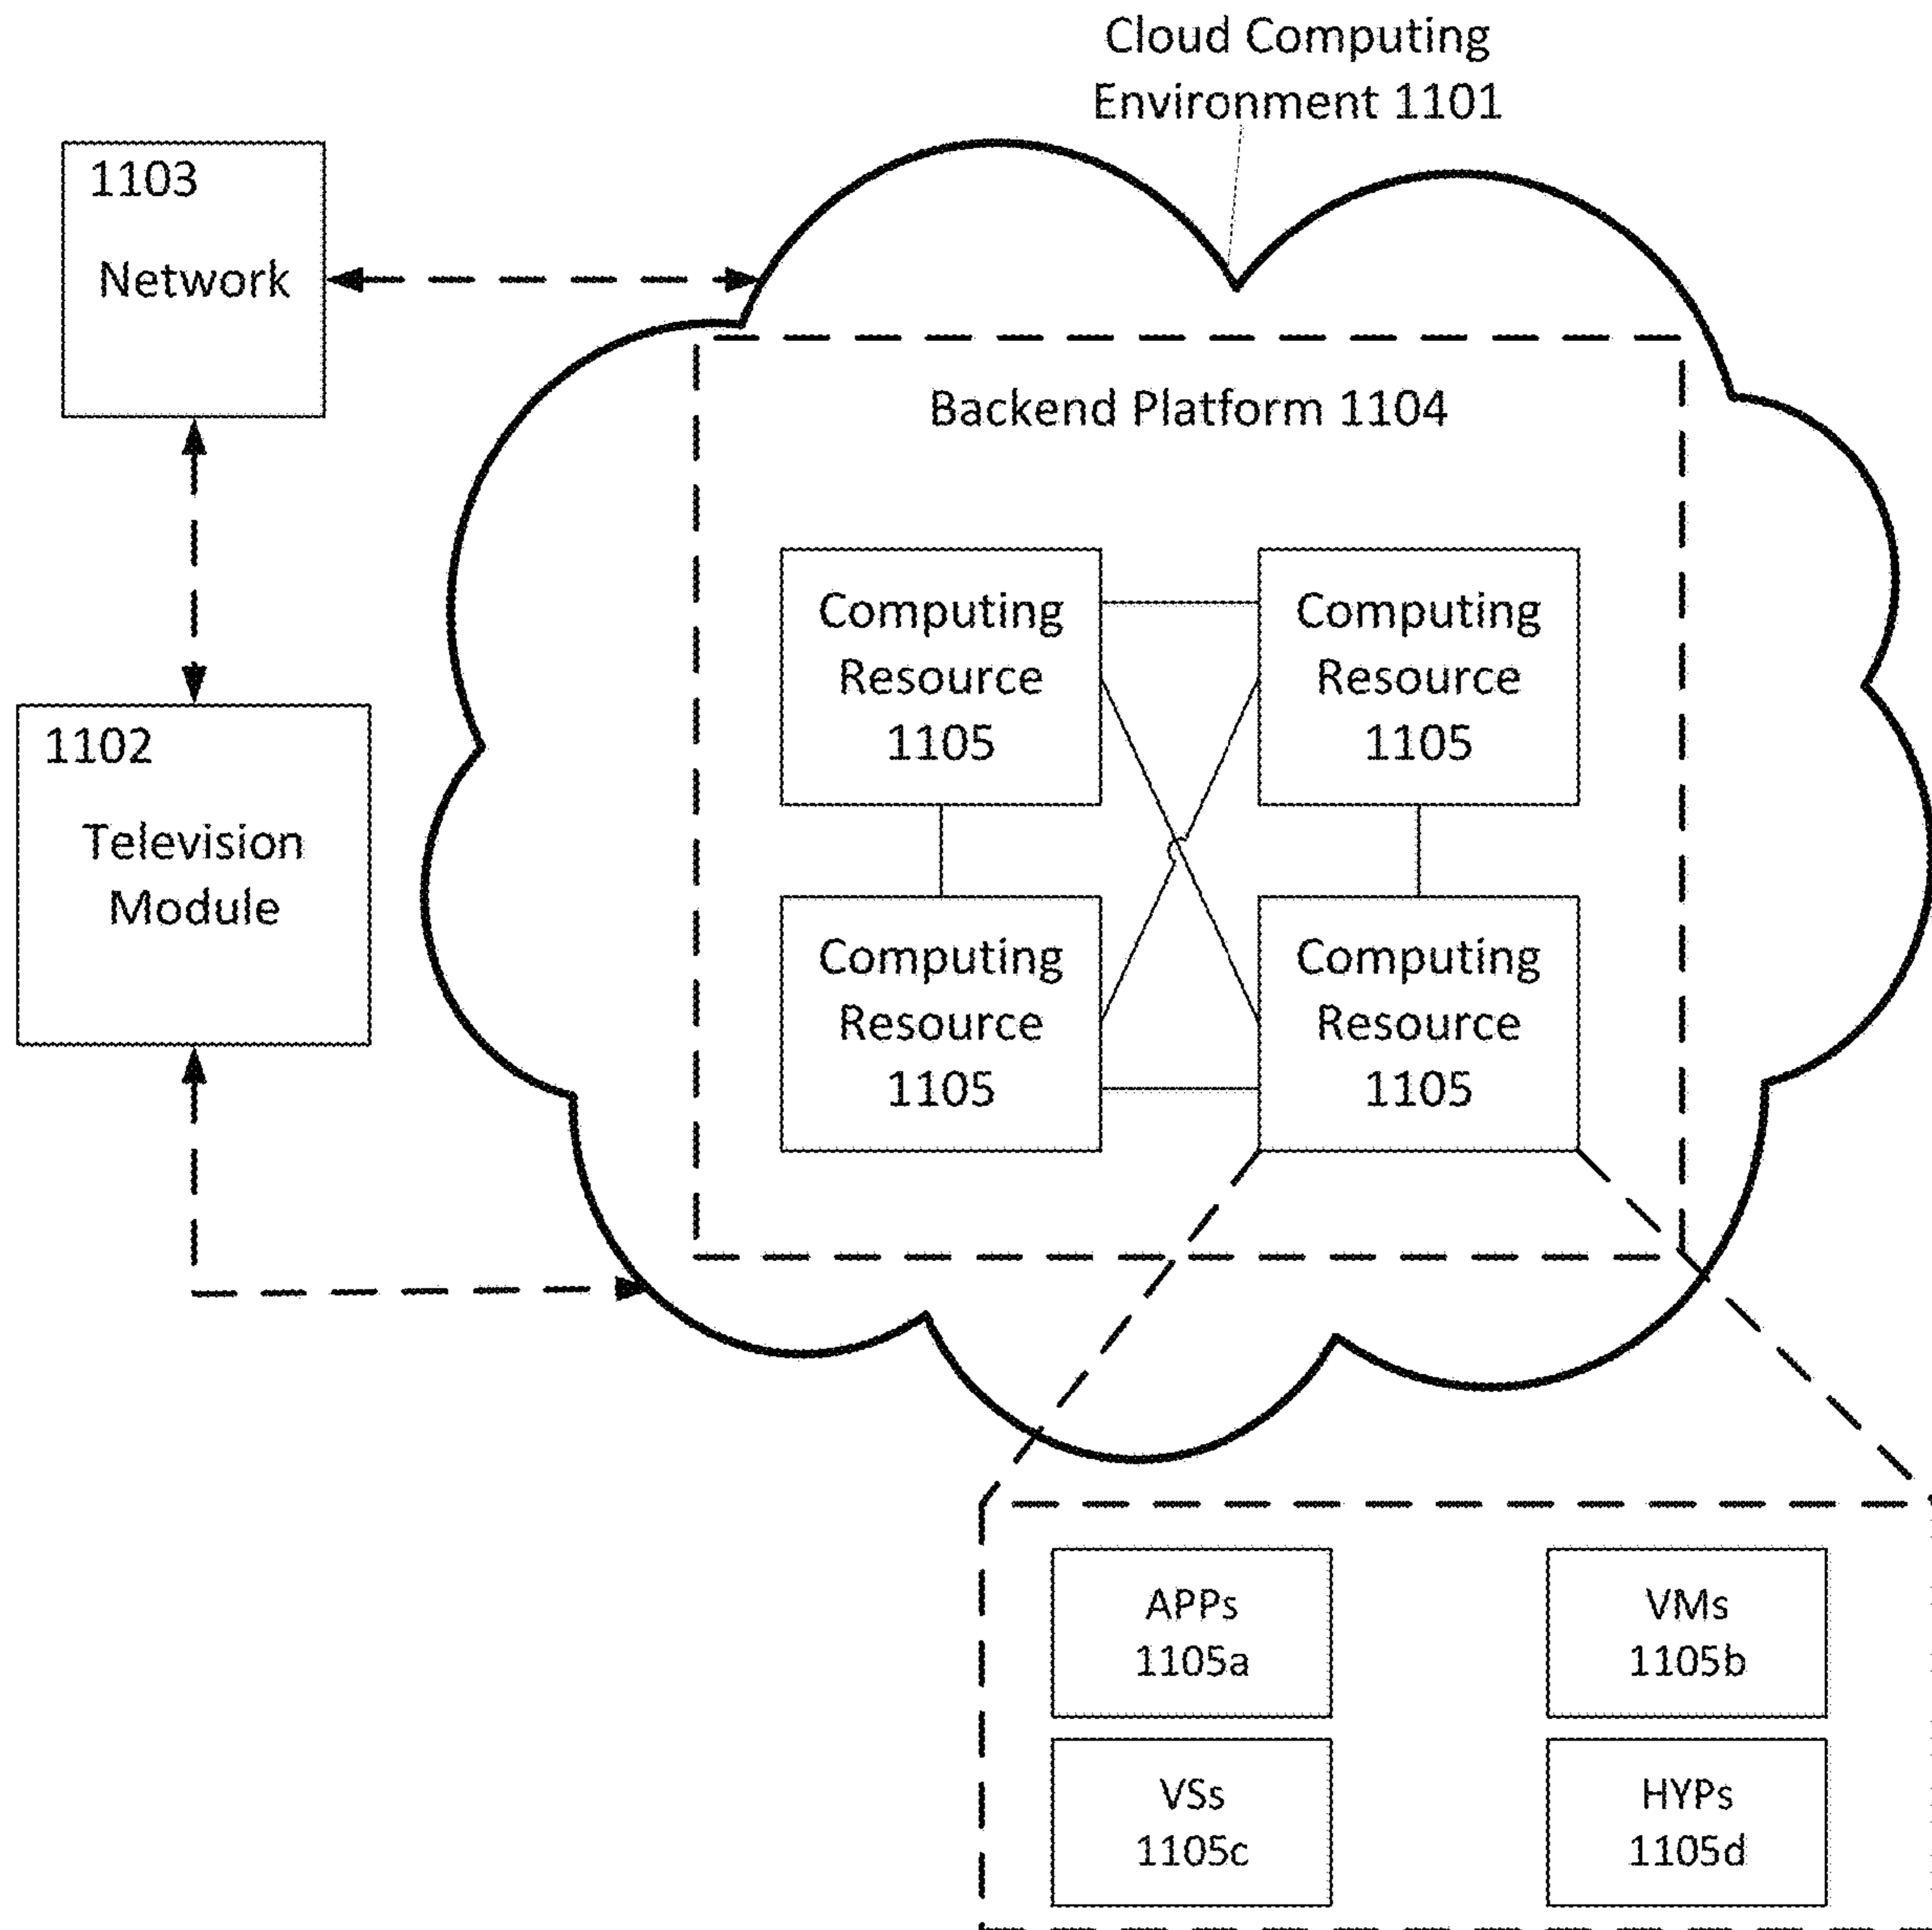 Cloud Computing
Environment 1101
1103
Network
Backend Platform 1104
Computing
Resource
1105
Computing
Resource
1105
1102
Television
Module
Computing
Resource
1105
Computing
Resource
1105
APPs
1105a
VMs
1105b
VSs
1105c
HYPs
1105d